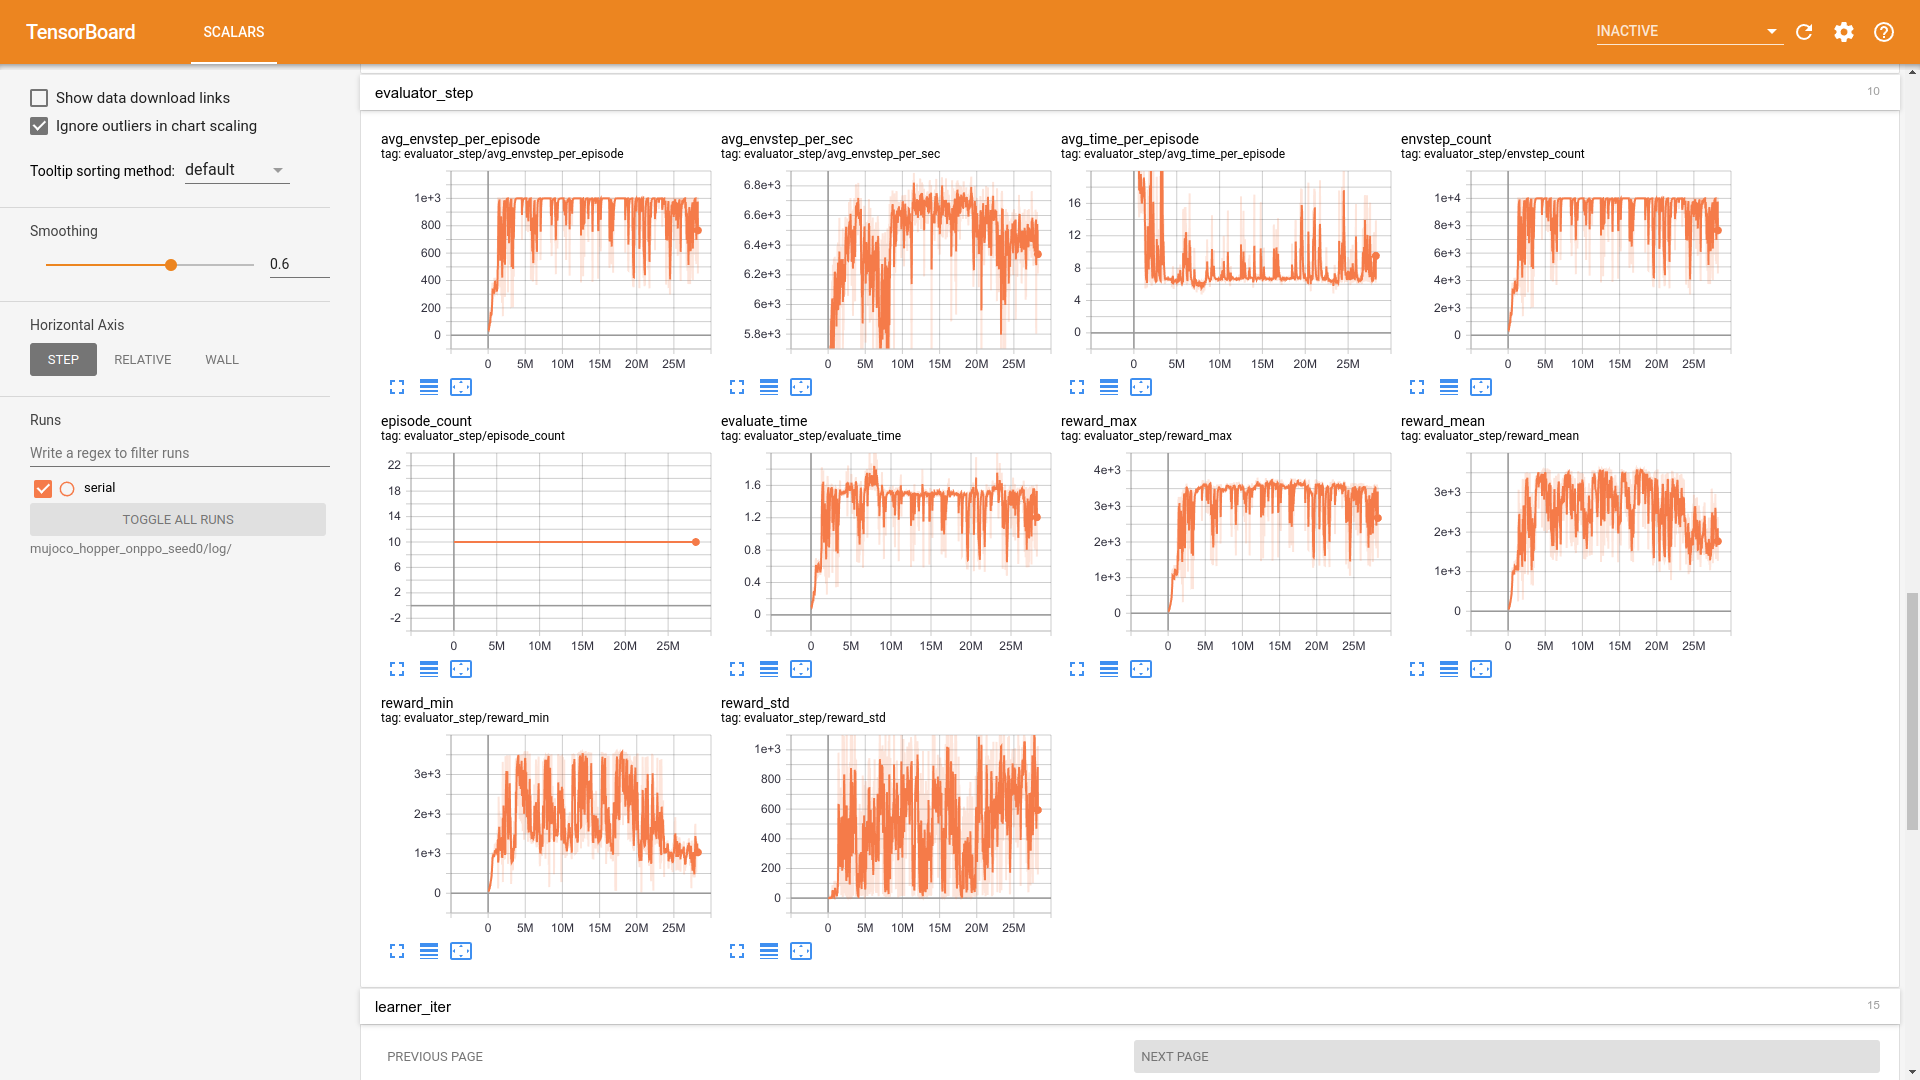 TensorBoard
SCALARS
INACTIVE
Show data download links
Ignore outliers in chart scaling
Tooltip sorting method: default
Smoothing
0.6
Horizontal Axis
STEP RELATIVE WALL
Runs
Write a regex to filter runs
serial
TOGGLE ALL RUNS
mujoco_hopper_onppo_seed0/log/
evaluator_step
10
avg_envstep_per_episode
tag: evaluator_step/avg_envstep_per_episode
1e+3
800
600
400
200
0
0 5M 10M 15M 20M 25M
avg_envstep_per_sec
tag: evaluator_step/avg_envstep_per_sec
6.8e+3
6.6e+3
6.4e+3
6.2e+3
6e+3
5.8e+3
0 5M 10M 15M 20M 25M
avg_time_per_episode
tag: evaluator_step/avg_time_per_episode
16
12
8
4
0
0 5M 10M 15M 20M 25M
envstep_count
tag: evaluator_step/envstep_count
1e+4
8e+3
6e+3
4e+3
2e+3
0
0 5M 10M 15M 20M 25M
episode_count
tag: evaluator_step/episode_count
22
18
14
10
6
2
-2
0 5M 10M 15M 20M 25M
evaluate_time
tag: evaluator_step/evaluate_time
1.6
1.2
0.8
0.4
0
0 5M 10M 15M 20M 25M
reward_max
tag: evaluator_step/reward_max
4e+3
3e+3
2e+3
1e+3
0
0 5M 10M 15M 20M 25M
reward_mean
tag: evaluator_step/reward_mean
3e+3
2e+3
1e+3
0
0 5M 10M 15M 20M 25M
reward_min
tag: evaluator_step/reward_min
3e+3
2e+3
1e+3
0
0 5M 10M 15M 20M 25M
reward_std
tag: evaluator_step/reward_std
1e+3
800
600
400
200
0
0 5M 10M 15M 20M 25M
learner_iter
15
PREVIOUS PAGE
NEXT PAGE